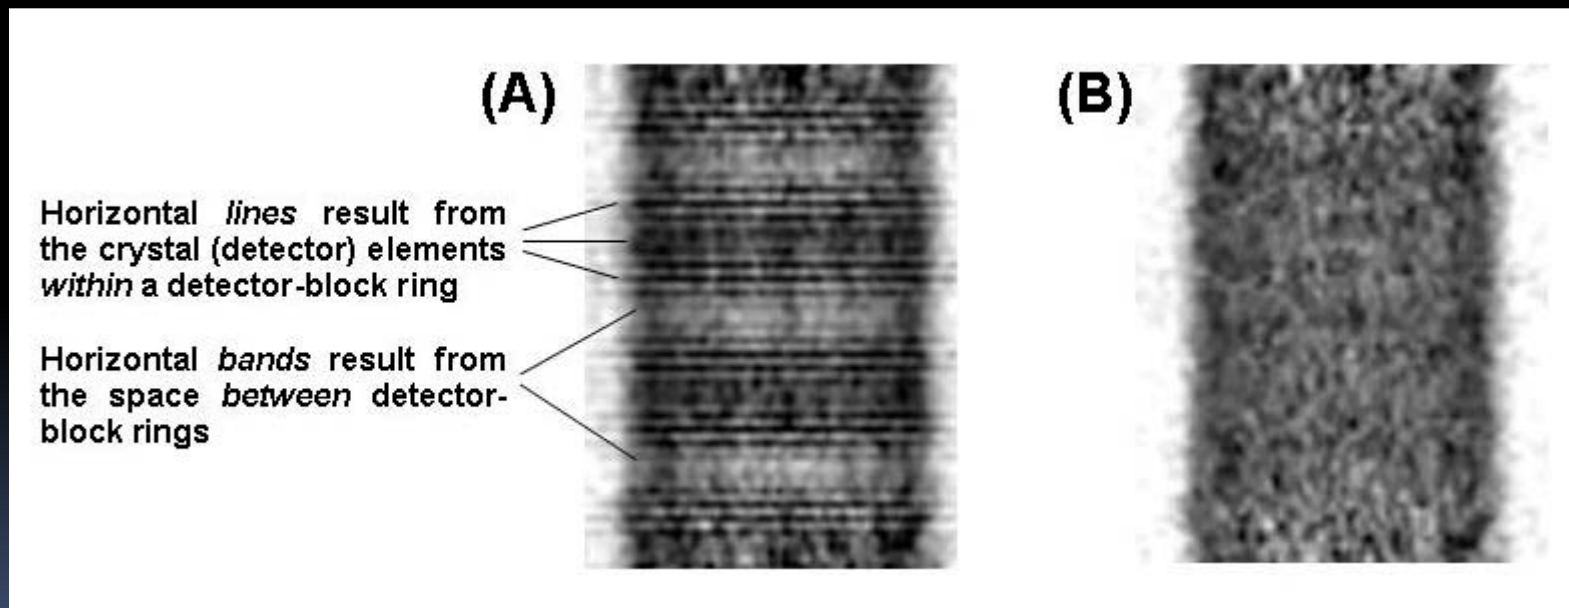 (A)
(B)
Horizontal lines result from
the crystal (detector) elements
within a detector-block ring
Horizontal bands result from
the space between detector-
block rings